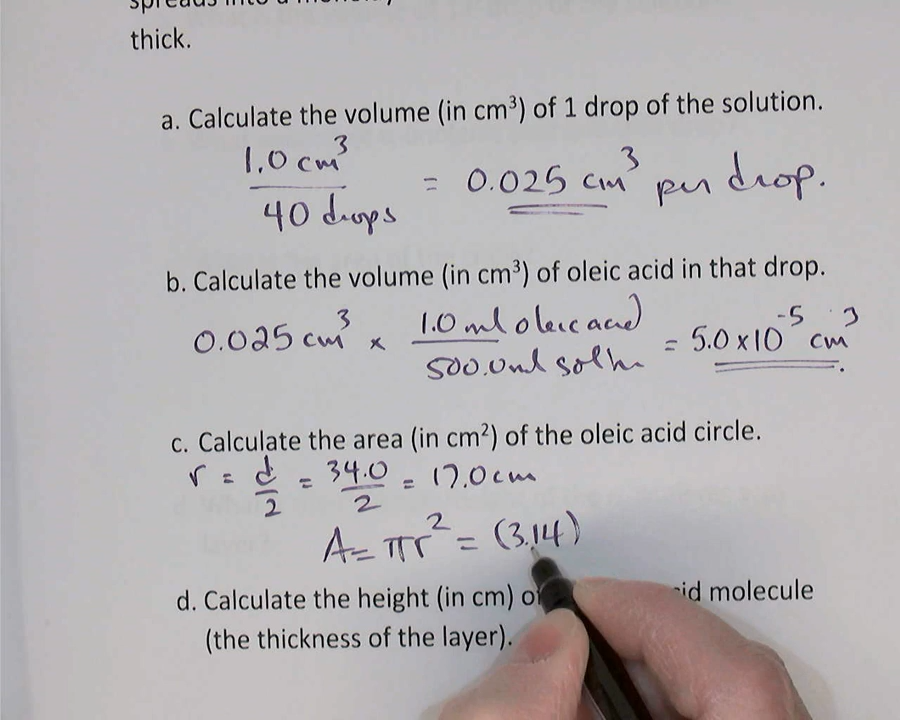 thick.
a. Calculate the volume (in cm³) of 1 drop of the solution.
1.0 cm³ / 40 drops = 0.025 cm³ per drop.
b. Calculate the volume (in cm³) of oleic acid in that drop.
0.025 cm³ × 1.0 ml oleic acid / 500.0 ml soltn = 5.0 x 10⁻⁵ cm³.
c. Calculate the area (in cm²) of the oleic acid circle.
r = d/2 = 34.0/2 = 17.0 cm
A = πr² = (3.14)
d. Calculate the height (in cm) molecule
(the thickness of the layer).